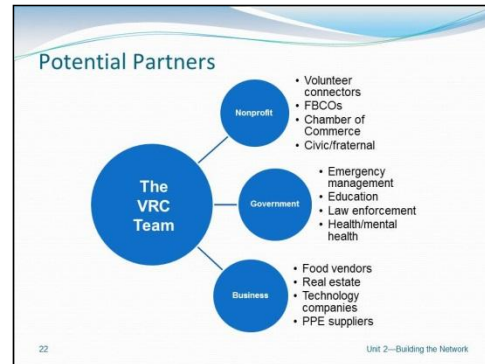 Potential Partners
The
VRC
Team
Nonprofit
• Volunteer
connectors
• FBCOs
• Chamber of
Commerce
• Civic/fraternal
Government
• Emergency
management
• Education
• Law enforcement
• Health/mental
health
Business
• Food vendors
• Real estate
• Technology
companies
• PPE suppliers
22
Unit 2—Building the Network